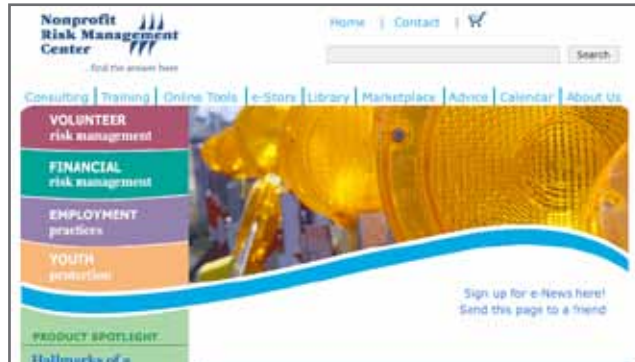 Nonprofit
Risk Management
Center
...find the answer here
Home | Contact |
Search
Consulting | Training | Online Tools | e-Store | Library | Marketplace | Advice | Calendar | About Us
VOLUNTEER
risk management
FINANCIAL
risk management
EMPLOYMENT
practices
YOUTH
protection
Sign up for e-News here!
Send this page to a friend
PRODUCT SPOTLIGHT
Hallmarks of a